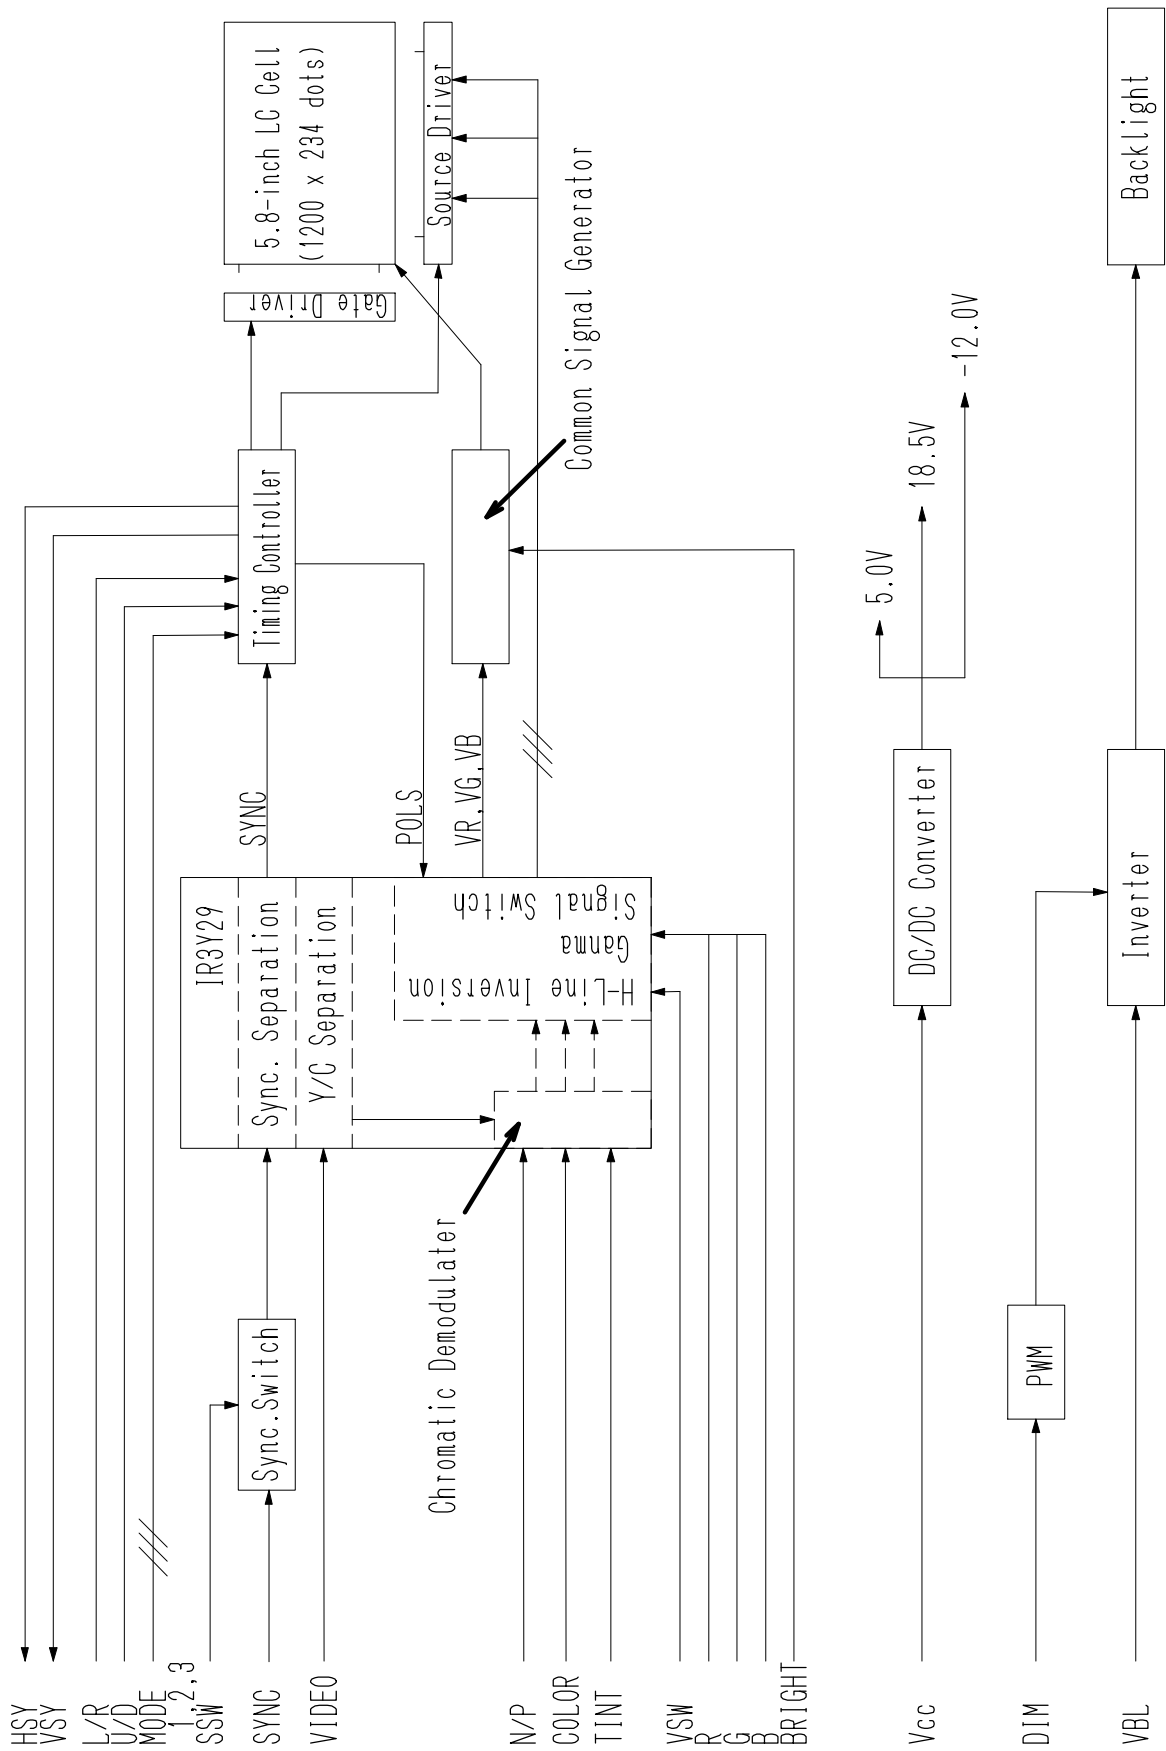 HSY
VSY
L/R
U/D
MODE
1,2,3
SSW
SYNC
VIDEO
N/P
COLOR
TINT
VSW
R
G
B
BRIGHT
Vcc
DIM
VBL
Sync.Switch
Chromatic Demodulater
PWM
IR3Y29
Sync. Separation
Y/C Separation
H-Line Inversion
Ganma
Signal Switch
SYNC
POLS
VR,VG,VB
DC/DC Converter
Inverter
Timing Controller
Common Signal Generator
5.0V
18.5V
-12.0V
Gate Driver
5.8-inch LC Cell
(1200 x 234 dots)
Source Driver
Backlight